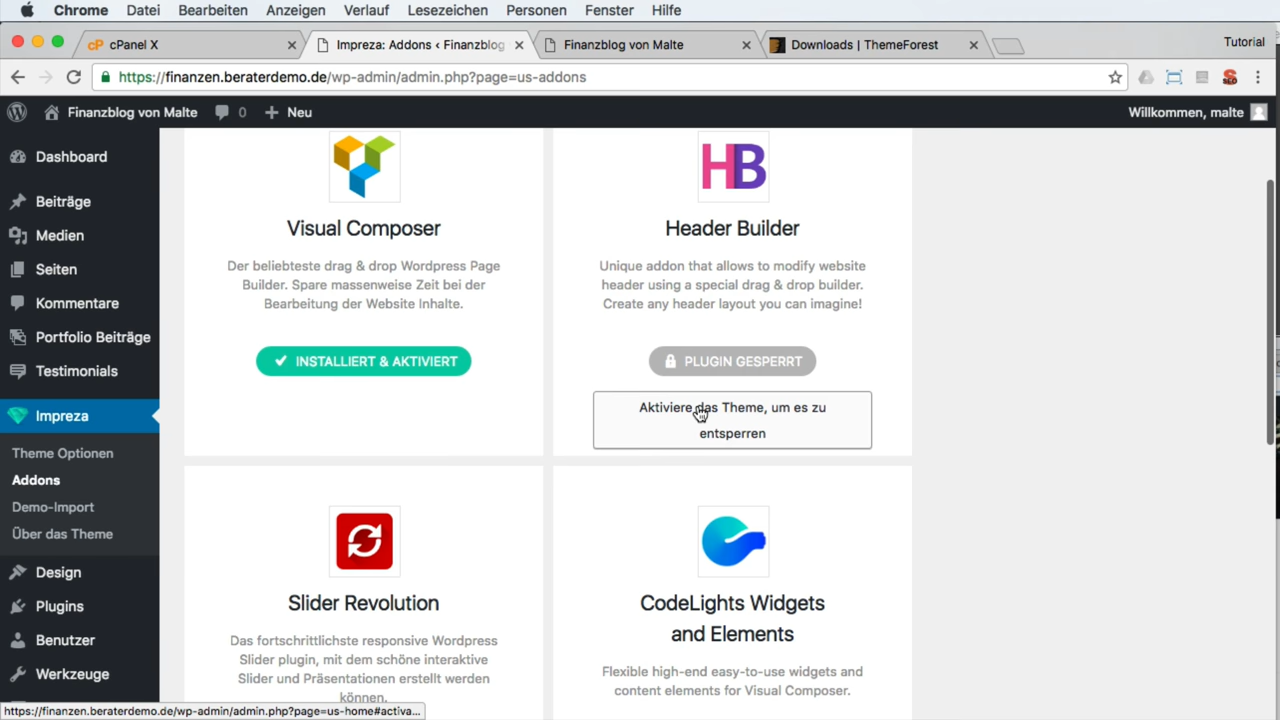 Chrome Datei Bearbeiten Anzeigen Verlauf Lesezeichen Personen Fenster Hilfe
cPanel X
Impreza: Addons ‹ Finanzblog
Finanzblog von Malte
Downloads | ThemeForest
Tutorial
https://finanzen.beraterdemo.de/wp-admin/admin.php?page=us-addons
Finanzblog von Malte 0 Neu
Willkommen, malte
Dashboard
Beiträge
Medien
Seiten
Kommentare
Portfolio Beiträge
Testimonials
Impreza
Theme Optionen
Addons
Demo-Import
Über das Theme
Design
Plugins
Benutzer
Werkzeuge
Visual Composer
Der beliebteste drag & drop Wordpress Page
Builder. Spare massenweise Zeit bei der
Bearbeitung der Website Inhalte.
INSTALLIERT & AKTIVIERT
HB
Header Builder
Unique addon that allows to modify website
header using a special drag & drop builder.
Create any header layout you can imagine!
PLUGIN GESPERRT
Aktiviere das Theme, um es zu
entsperren
Slider Revolution
Das fortschrittlichste responsive Wordpress
Slider plugin, mit dem schöne interaktive
Slider und Präsentationen erstellt werden
können.
CodeLights Widgets
and Elements
Flexible high-end easy-to-use widgets and
content elements for Visual Composer.
https://finanzen.beraterdemo.de/wp-admin/admin.php?page=us-home#activa...